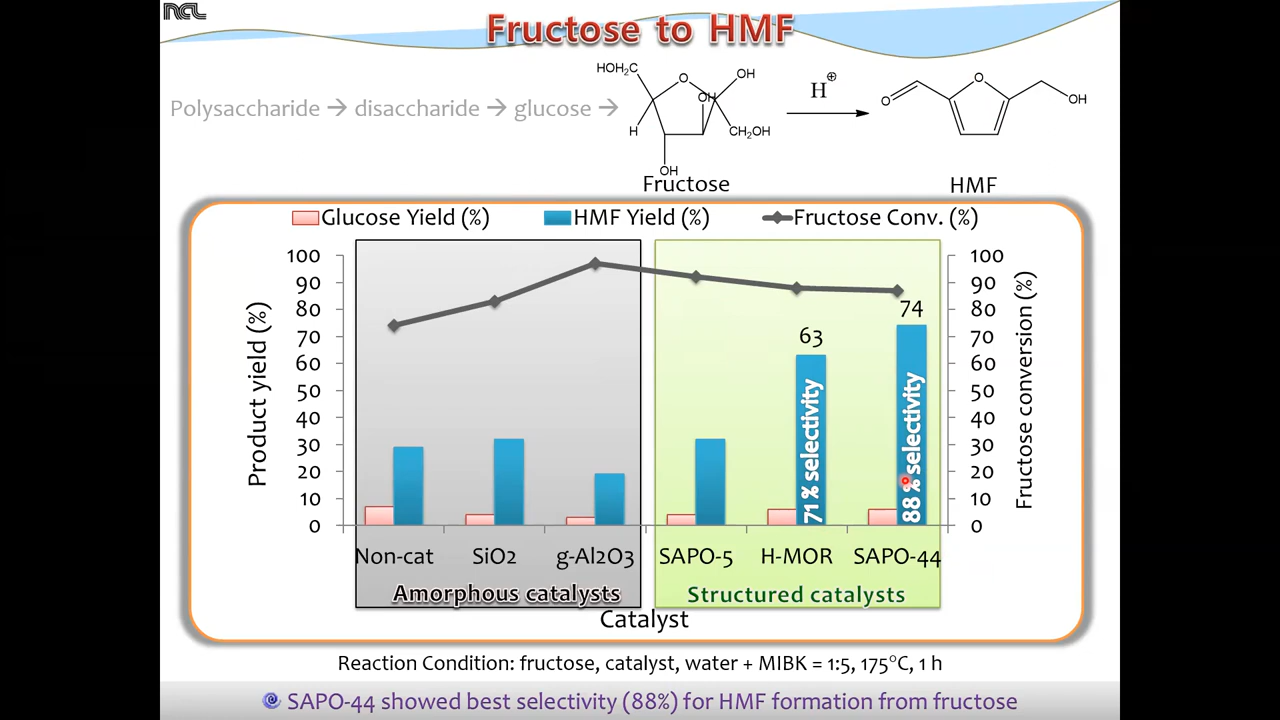 NCL
Fructose to HMF
Polysaccharide → disaccharide → glucose →
HOH₂C
O
OH
OH
H
CH₂OH
OH
H⊕
O
O
OH
Fructose
HMF
Glucose Yield (%)
HMF Yield (%)
Fructose Conv. (%)
Product yield (%)
100
90
80
70
60
50
40
30
20
10
0
63
74
71 % selectivity
88 % selectivity
100
90
80
70
60
50
40
30
20
10
0
Fructose conversion (%)
Non-cat
SiO2
g-Al2O3
SAPO-5
H-MOR
SAPO-44
Amorphous catalysts
Structured catalysts
Catalyst
Reaction Condition: fructose, catalyst, water + MIBK = 1:5, 175°C, 1 h
SAPO-44 showed best selectivity (88%) for HMF formation from fructose